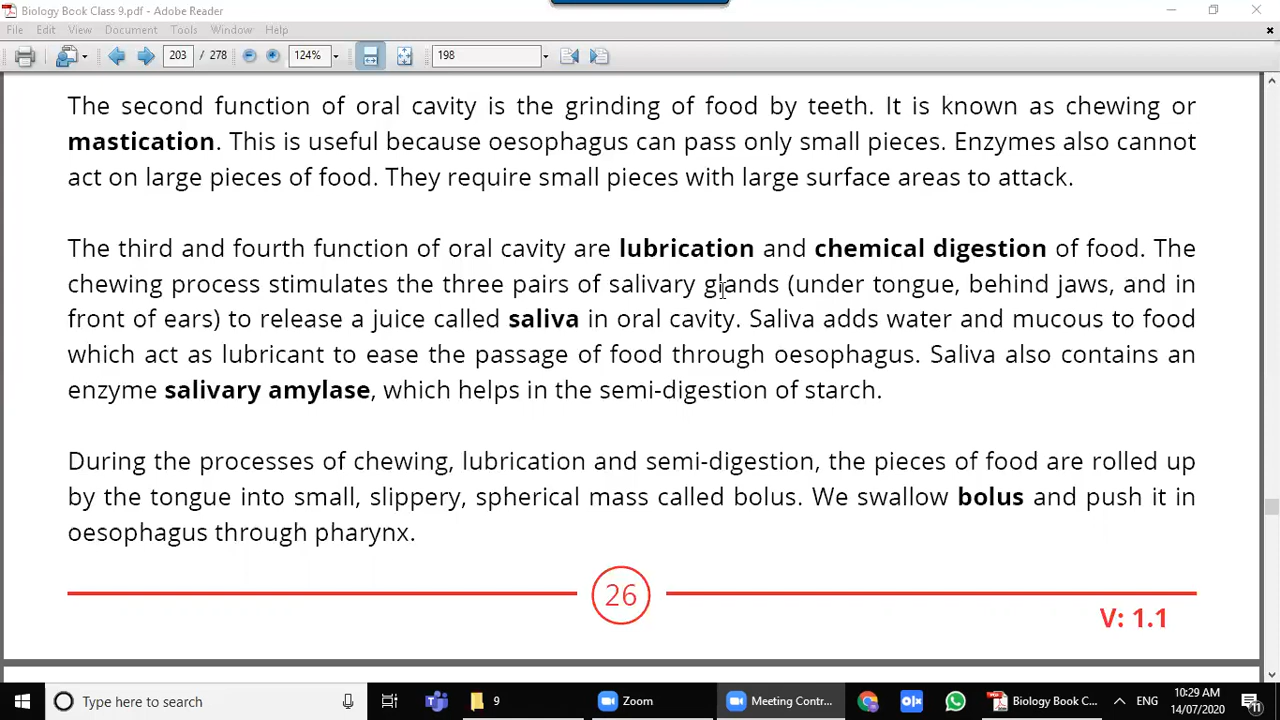 Biology Book Class 9.pdf - Adobe Reader
File Edit View Document Tools Window Help
203 / 278 124% 198
The second function of oral cavity is the grinding of food by teeth. It is known as chewing or
mastication. This is useful because oesophagus can pass only small pieces. Enzymes also cannot
act on large pieces of food. They require small pieces with large surface areas to attack.
The third and fourth function of oral cavity are lubrication and chemical digestion of food. The
chewing process stimulates the three pairs of salivary glands (under tongue, behind jaws, and in
front of ears) to release a juice called saliva in oral cavity. Saliva adds water and mucous to food
which act as lubricant to ease the passage of food through oesophagus. Saliva also contains an
enzyme salivary amylase, which helps in the semi-digestion of starch.
During the processes of chewing, lubrication and semi-digestion, the pieces of food are rolled up
by the tongue into small, slippery, spherical mass called bolus. We swallow bolus and push it in
oesophagus through pharynx.
26
V: 1.1
Type here to search 9 Zoom Meeting Contr... Biology Book C... ENG 10:29 AM
14/07/2020 11